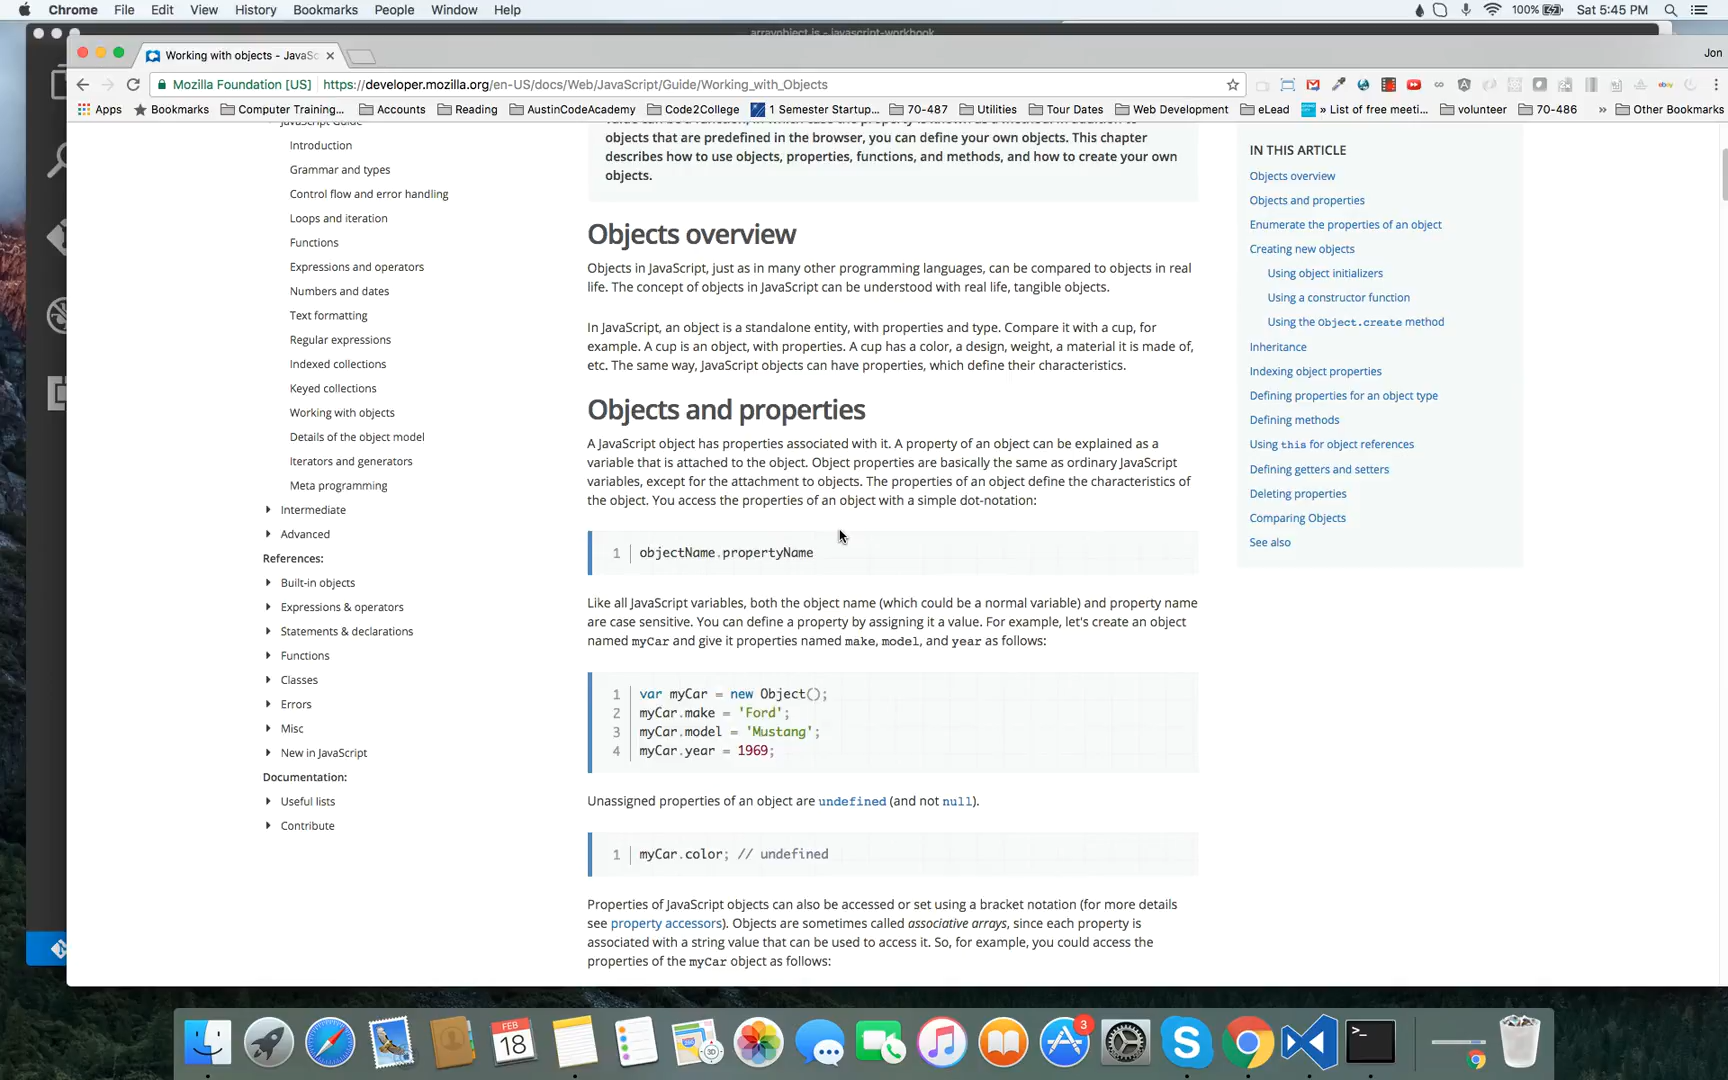 Chrome File Edit View History Bookmarks People Window Help
100% Sat 5:45 PM
arrayobject.js - javascript-workbook
Working with objects - JavaSc
Jon
Mozilla Foundation [US] https://developer.mozilla.org/en-US/docs/Web/JavaScript/Guide/Working_with_Objects
Apps Bookmarks Computer Training... Accounts Reading AustinCodeAcademy Code2College 1 Semester Startup... 70-487 Utilities Tour Dates Web Development eLead » List of free meeti... volunteer 70-486 » Other Bookmarks
JavaScript Guide
Introduction
Grammar and types
Control flow and error handling
Loops and iteration
Functions
Expressions and operators
Numbers and dates
Text formatting
Regular expressions
Indexed collections
Keyed collections
Working with objects
Details of the object model
Iterators and generators
Meta programming
Intermediate
Advanced
References:
Built-in objects
Expressions & operators
Statements & declarations
Functions
Classes
Errors
Misc
New in JavaScript
Documentation:
Useful lists
Contribute
objects that are predefined in the browser, you can define your own objects. This chapter
describes how to use objects, properties, functions, and methods, and how to create your own
objects.
Objects overview
Objects in JavaScript, just as in many other programming languages, can be compared to objects in real
life. The concept of objects in JavaScript can be understood with real life, tangible objects.
In JavaScript, an object is a standalone entity, with properties and type. Compare it with a cup, for
example. A cup is an object, with properties. A cup has a color, a design, weight, a material it is made of,
etc. The same way, JavaScript objects can have properties, which define their characteristics.
Objects and properties
A JavaScript object has properties associated with it. A property of an object can be explained as a
variable that is attached to the object. Object properties are basically the same as ordinary JavaScript
variables, except for the attachment to objects. The properties of an object define the characteristics of
the object. You access the properties of an object with a simple dot-notation:
1 objectName.propertyName
Like all JavaScript variables, both the object name (which could be a normal variable) and property name
are case sensitive. You can define a property by assigning it a value. For example, let's create an object
named myCar and give it properties named make, model, and year as follows:
1 var myCar = new Object();
2 myCar.make = 'Ford';
3 myCar.model = 'Mustang';
4 myCar.year = 1969;
Unassigned properties of an object are undefined (and not null).
1 myCar.color; // undefined
Properties of JavaScript objects can also be accessed or set using a bracket notation (for more details
see property accessors). Objects are sometimes called associative arrays, since each property is
associated with a string value that can be used to access it. So, for example, you could access the
properties of the myCar object as follows:
IN THIS ARTICLE
Objects overview
Objects and properties
Enumerate the properties of an object
Creating new objects
Using object initializers
Using a constructor function
Using the Object.create method
Inheritance
Indexing object properties
Defining properties for an object type
Defining methods
Using this for object references
Defining getters and setters
Deleting properties
Comparing Objects
See also
FEB
18
3D
3
>_